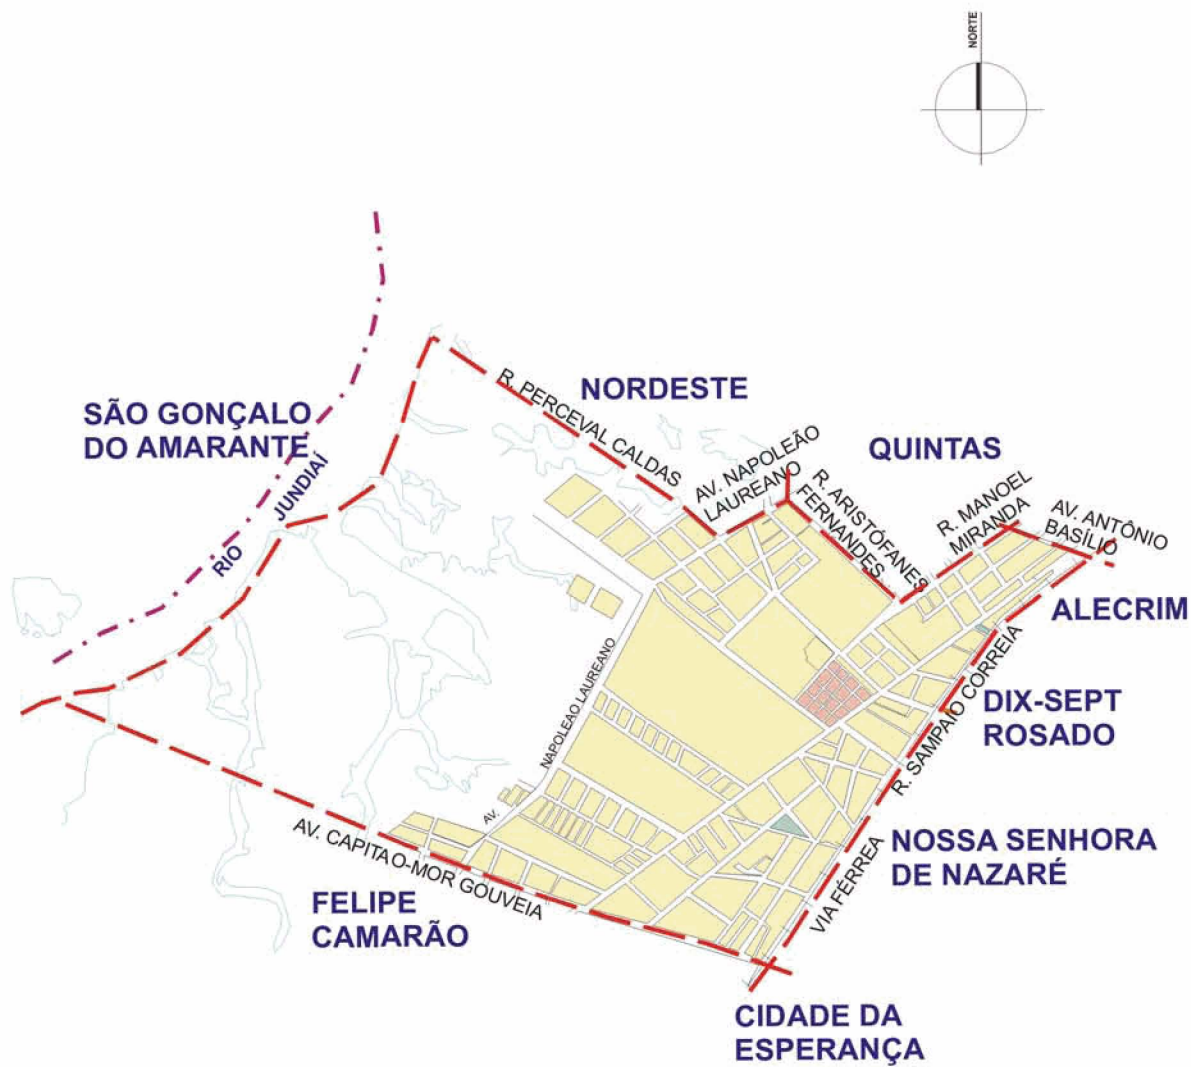 NORTE
R. PERCEVAL CALDAS
NORDESTE
SÃO GONÇALO
DO AMARANTE
RIO
JUNDIAÍ
AV. NAPOLEÃO
LAUREANO
QUINTAS
R. ARISTÓFANES
FERNANDES
R. MANOEL
MIRANDA
AV. ANTÔNIO
BASÍLIO
ALECRIM
DIX-SEPT
ROSADO
R. SAMPAIO CORREIA
AV. NAPOLEAO LAUREANO
AV. CAPITAO-MOR GOUVEIA
NOSSA SENHORA
DE NAZARÉ
VIA FÉRREA
FELIPE
CAMARÃO
CIDADE DA
ESPERANÇA